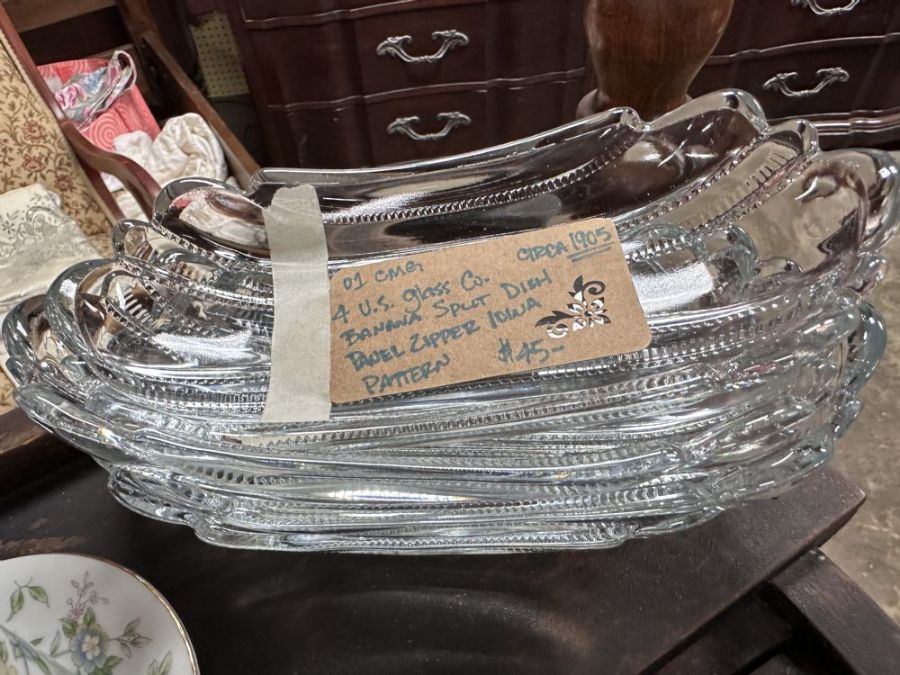 01 CMG CIRCA 1905
4 U.S. Glass Co.
BANANA SPLIT DISH
PANEL ZIPPER IOWA
PATTERN $45-